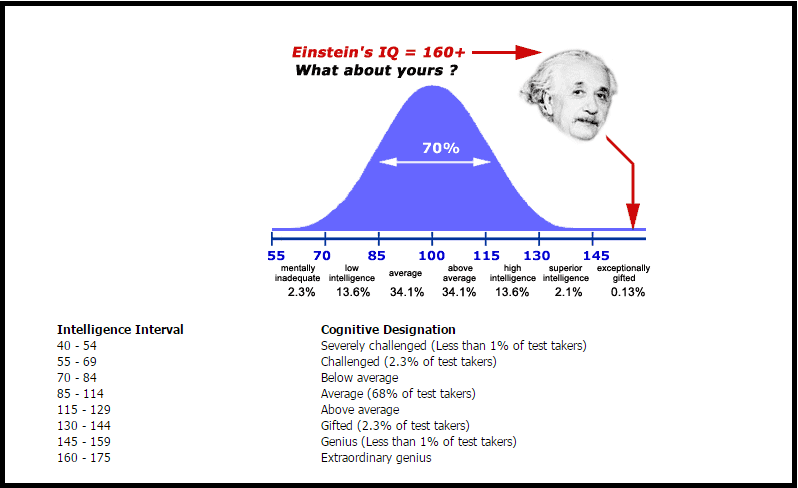 Einstein's IQ = 160+
What about yours ?
70%
55 70 85 100 115 130 145
mentally inadequate low intelligence average above average high intelligence superior intelligence exceptionally gifted
2.3% 13.6% 34.1% 34.1% 13.6% 2.1% 0.13%
Intelligence Interval Cognitive Designation
40 - 54 Severely challenged (Less than 1% of test takers)
55 - 69 Challenged (2.3% of test takers)
70 - 84 Below average
85 - 114 Average (68% of test takers)
115 - 129 Above average
130 - 144 Gifted (2.3% of test takers)
145 - 159 Genius (Less than 1% of test takers)
160 - 175 Extraordinary genius